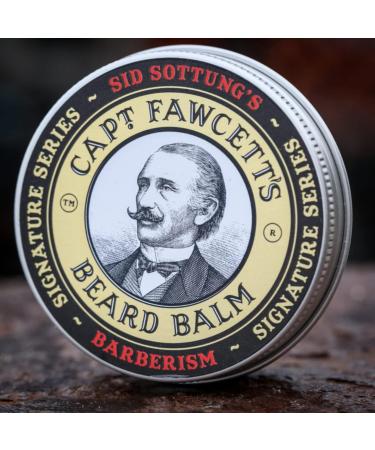 SID SOTTUNG'S
~ SIGNATURE SERIES ~
~ SIGNATURE SERIES ~
CAPT FAWCETT'S
TM
R
BEARD BALM
BARBERISM